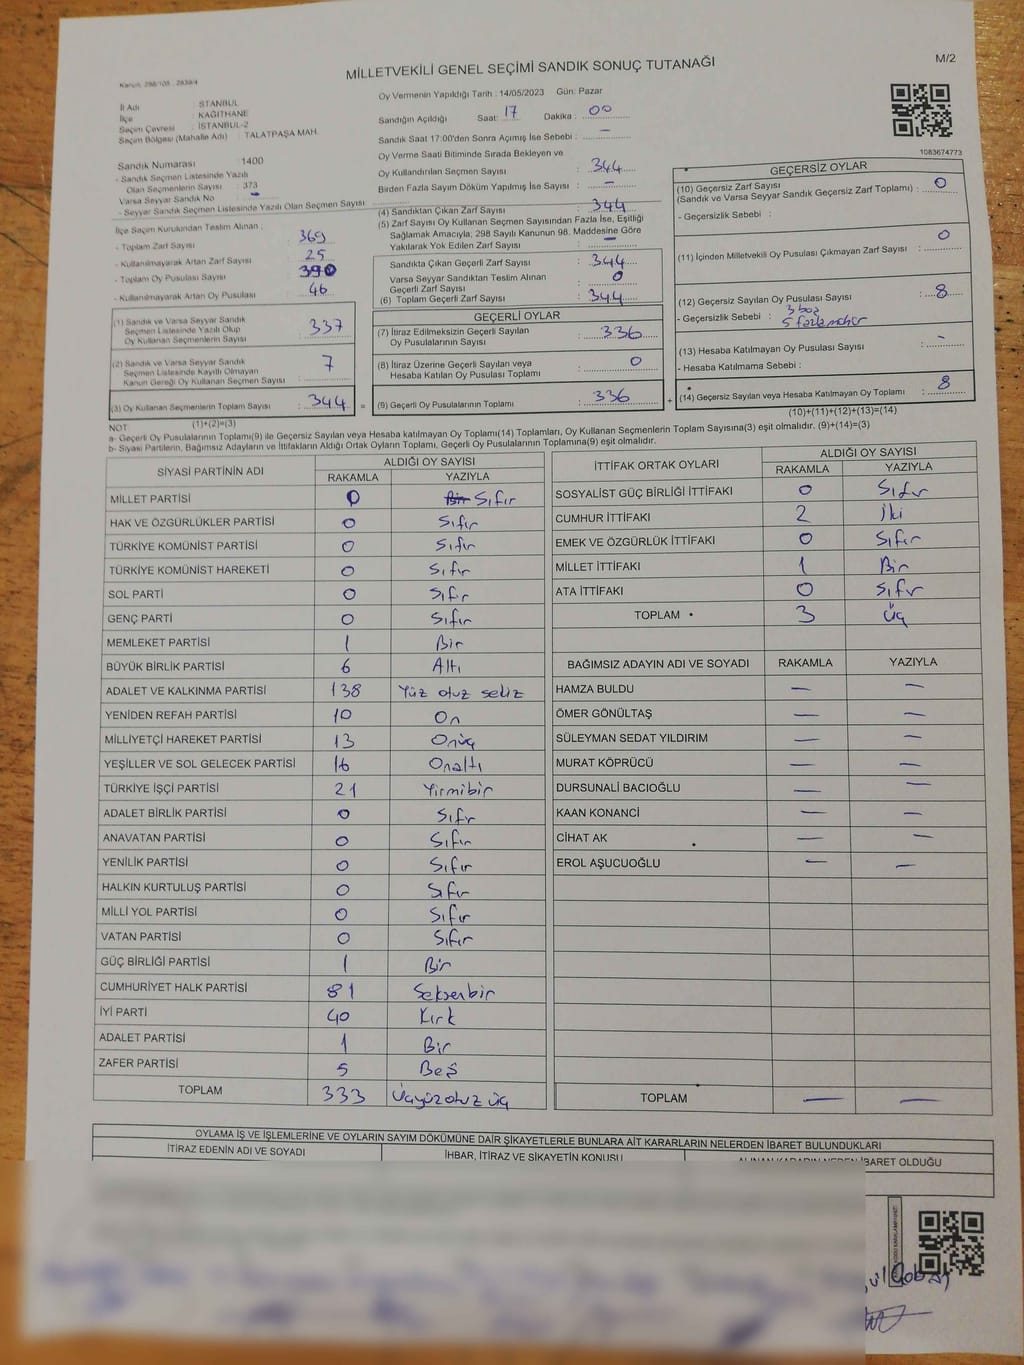 MİLLETVEKİLİ GENEL SEÇİMİ SANDIK SONUÇ TUTANAĞI
M/2
İl Adı : İSTANBUL
İlçe : KAĞITHANE
Seçim Çevresi : İSTANBUL-2
Seçim Bölgesi (Mahalle Adı) : TALATPAŞA MAH.
Sandık Numarası : 1400
- Sandık Seçmen Listesinde Yazılı
Olan Seçmenlerin Sayısı : 373
Varsa Seyyar Sandık No : -
- Seyyar Sandık Seçmen Listesinde Yazılı Olan Seçmen Sayısı :
İlçe Seçim Kurulundan Teslim Alınan :
- Toplam Zarf Sayısı : 369
- Kullanılmayarak Artan Zarf Sayısı : 25
- Toplam Oy Pusulası Sayısı : 390
- Kullanılmayarak Artan Oy Pusulası : 46
(1) Sandık ve Varsa Seyyar Sandık
Seçmen Listesinde Yazılı Olup
Oy Kullanan Seçmenlerin Sayısı : 337
(2) Sandık ve Varsa Seyyar Sandık
Seçmen Listesinde Kayıtlı Olmayan
Kanun Gereği Oy Kullanan Seçmen Sayısı : 7
(3) Oy Kullanan Seçmenlerin Toplam Sayısı : 344 =
(1)+(2)=(3)
Oy Vermenin Yapıldığı Tarih : 14/05/2023 Gün: Pazar
Sandığın Açıldığı Saat: 17 Dakika : 00
Sandık Saat 17:00'den Sonra Açımış İse Sebebi : -
Oy Verme Saati Bitiminde Sırada Bekleyen ve
Oy Kullandırılan Seçmen Sayısı : 344
Birden Fazla Sayım Döküm Yapılmış İse Sayısı : -
(4) Sandıktan Çıkan Zarf Sayısı : 344
(5) Zarf Sayısı Oy Kullanan Seçmen Sayısından Fazla İse, Eşitliği
Sağlamak Amacıyla; 298 Sayılı Kanunun 98. Maddesine Göre
Yakılarak Yok Edilen Zarf Sayısı : -
Sandıkta Çıkan Geçerli Zarf Sayısı : 344
Varsa Seyyar Sandıktan Teslim Alınan
Geçerli Zarf Sayısı : 0
(6) Toplam Geçerli Zarf Sayısı : 344
GEÇERLİ OYLAR
(7) İtiraz Edilmeksizin Geçerli Sayılan
Oy Pusulalarının Sayısı : 336
(8) İtiraz Üzerine Geçerli Sayılan veya
Hesaba Katılan Oy Pusulası Toplamı : 0
(9) Geçerli Oy Pusulalarının Toplamı : 336 +
1083674773
GEÇERSİZ OYLAR
(10) Geçersiz Zarf Sayısı
(Sandık ve Varsa Seyyar Sandık Geçersiz Zarf Toplamı) : 0
- Geçersizlik Sebebi :
(11) İçinden Milletvekili Oy Pusulası Çıkmayan Zarf Sayısı : 0
(12) Geçersiz Sayılan Oy Pusulası Sayısı : 8
- Geçersizlik Sebebi : 3 boş
5 fazla mühür
(13) Hesaba Katılmayan Oy Pusulası Sayısı : -
- Hesaba Katılmama Sebebi :
(14) Geçersiz Sayılan veya Hesaba Katılmayan Oy Toplamı : 8
(10)+(11)+(12)+(13)=(14)
NOT
a- Geçerli Oy Pusulalarının Toplamı(9) ile Geçersiz Sayılan veya Hesaba katılmayan Oy Toplamı(14) Toplamları, Oy Kullanan Seçmenlerin Toplam Sayısına(3) eşit olmalıdır. (9)+(14)=(3)
b- Siyasi Partilerin, Bağımsız Adayların ve İttifakların Aldığı Ortak Oyların Toplamı, Geçerli Oy Pusulalarının Toplamına(9) eşit olmalıdır.
SİYASİ PARTİNİN ADI ALDIĞI OY SAYISI
RAKAMLA YAZIYLA
MİLLET PARTİSİ 0 Bir Sıfır
HAK VE ÖZGÜRLÜKLER PARTİSİ 0 Sıfır
TÜRKİYE KOMÜNİST PARTİSİ 0 Sıfır
TÜRKİYE KOMÜNİST HAREKETİ 0 Sıfır
SOL PARTİ 0 Sıfır
GENÇ PARTİ 0 Sıfır
MEMLEKET PARTİSİ 1 Bir
BÜYÜK BİRLİK PARTİSİ 6 Altı
ADALET VE KALKINMA PARTİSİ 138 Yüz otuz sekiz
YENİDEN REFAH PARTİSİ 10 On
MİLLİYETÇİ HAREKET PARTİSİ 13 Onüç
YEŞİLLER VE SOL GELECEK PARTİSİ 16 Onaltı
TÜRKİYE İŞÇİ PARTİSİ 21 Yirmibir
ADALET BİRLİK PARTİSİ 0 Sıfır
ANAVATAN PARTİSİ 0 Sıfır
YENİLİK PARTİSİ 0 Sıfır
HALKIN KURTULUŞ PARTİSİ 0 Sıfır
MİLLİ YOL PARTİSİ 0 Sıfır
VATAN PARTİSİ 0 Sıfır
GÜÇ BİRLİĞİ PARTİSİ 1 Bir
CUMHURİYET HALK PARTİSİ 81 Seksenbir
İYİ PARTİ 40 Kırk
ADALET PARTİSİ 1 Bir
ZAFER PARTİSİ 5 Beş
TOPLAM 333 Üçyüzotuz üç
İTTİFAK ORTAK OYLARI ALDIĞI OY SAYISI
RAKAMLA YAZIYLA
SOSYALİST GÜÇ BİRLİĞİ İTTİFAKI 0 Sıfır
CUMHUR İTTİFAKI 2 İki
EMEK VE ÖZGÜRLÜK İTTİFAKI 0 Sıfır
MİLLET İTTİFAKI 1 Bir
ATA İTTİFAKI 0 Sıfır
TOPLAM 3 Üç
BAĞIMSIZ ADAYIN ADI VE SOYADI RAKAMLA YAZIYLA
HAMZA BULDU — —
ÖMER GÖNÜLTAŞ — —
SÜLEYMAN SEDAT YILDIRIM — —
MURAT KÖPRÜCÜ — —
DURSUNALİ BACIOĞLU — —
KAAN KONANCİ — —
CİHAT AK — —
EROL AŞUCUOĞLU — —
TOPLAM — —
OYLAMA İŞ VE İŞLEMLERİNE VE OYLARIN SAYIM DÖKÜMÜNE DAİR ŞİKAYETLERLE BUNLARA AİT KARARLARIN NELERDEN İBARET BULUNDUKLARI
İTİRAZ EDENİN ADI VE SOYADI
İHBAR, İTİRAZ VE ŞİKAYETİN KONUSU
ALINAN KARARIN NEDEN İBARET OLDUĞU